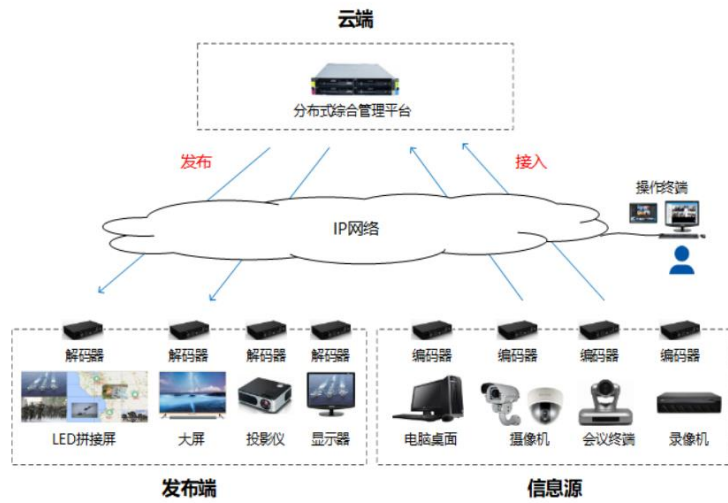 云端
分布式综合管理平台
发布
接入
操作终端
IP网络
解码器 解码器 解码器 解码器
编码器 编码器 编码器 编码器
LED拼接屏 大屏 投影仪 显示器
电脑桌面 摄像机 会议终端 录像机
发布端
信息源